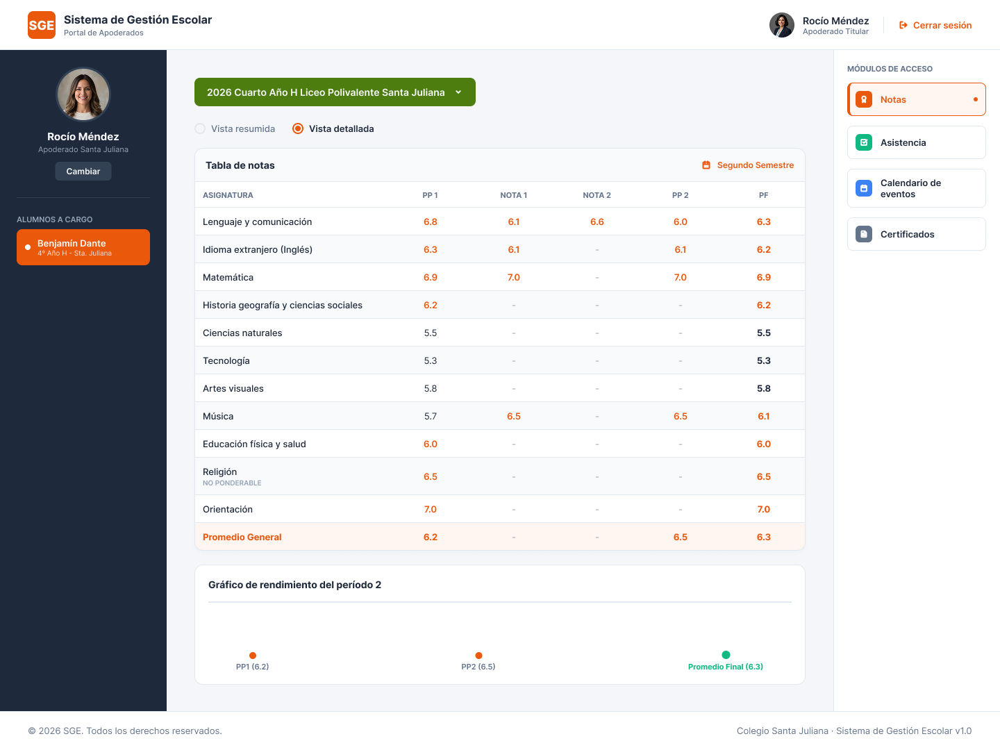 SGE
Sistema de Gestión Escolar
Portal de Apoderados
Rocío Méndez
Apoderado Titular
Cerrar sesión
Rocío Méndez
Apoderado Santa Juliana
Cambiar
ALUMNOS A CARGO
Benjamín Dante
4º Año H - Sta. Juliana
2026 Cuarto Año H Liceo Polivalente Santa Juliana
Vista resumida Vista detallada
Tabla de notas Segundo Semestre
ASIGNATURA PP 1 NOTA 1 NOTA 2 PP 2 PF
Lenguaje y comunicación 6.8 6.1 6.6 6.0 6.3
Idioma extranjero (Inglés) 6.3 6.1 - 6.1 6.2
Matemática 6.9 7.0 - 7.0 6.9
Historia geografía y ciencias sociales 6.2 - - - 6.2
Ciencias naturales 5.5 - - - 5.5
Tecnología 5.3 - - - 5.3
Artes visuales 5.8 - - - 5.8
Música 5.7 6.5 - 6.5 6.1
Educación física y salud 6.0 - - - 6.0
Religión 6.5 - - - 6.5
NO PONDERABLE
Orientación 7.0 - - - 7.0
Promedio General 6.2 - - 6.5 6.3
Gráfico de rendimiento del período 2
PP1 (6.2) PP2 (6.5) Promedio Final (6.3)
MÓDULOS DE ACCESO
Notas
Asistencia
Calendario de
eventos
Certificados
© 2026 SGE. Todos los derechos reservados.
Colegio Santa Juliana · Sistema de Gestión Escolar v1.0